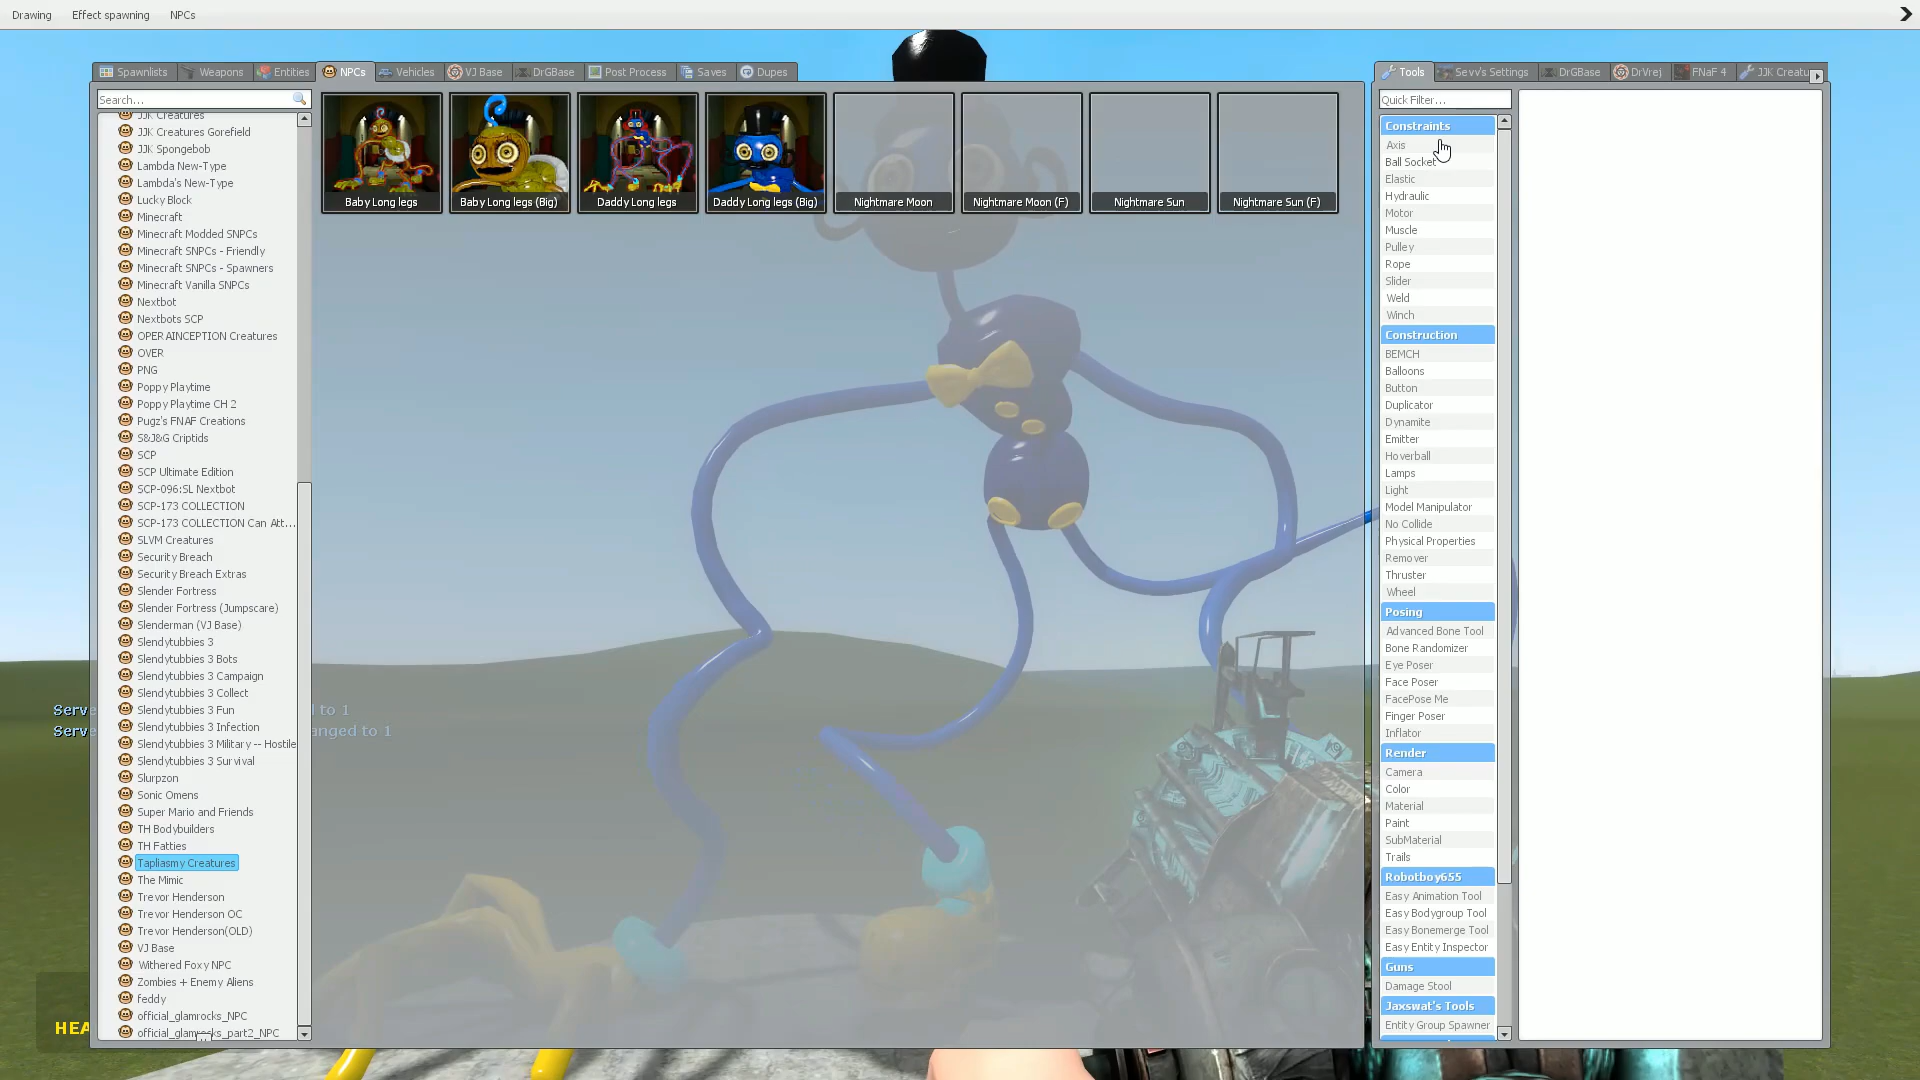 Drawing Effect spawning NPCs
Spawnlists Weapons Entities NPCs Vehicles VJ Base DrGBase Post Process Saves Dupes
Search...
JJK Creatures
JJK Creatures Gorefield
JJK Spongebob
Lambda New-Type
Lambda's New-Type
Lucky Block
Minecraft
Minecraft Modded SNPCs
Minecraft SNPCs - Friendly
Minecraft SNPCs - Spawners
Minecraft Vanilla SNPCs
Nextbot
Nextbots SCP
OPERAINCEPTION Creatures
OVER
PNG
Poppy Playtime
Poppy Playtime CH 2
Pugz's FNAF Creations
S&J&G Criptids
SCP
SCP Ultimate Edition
SCP-096:SL Nextbot
SCP-173 COLLECTION
SCP-173 COLLECTION Can Att...
SLVM Creatures
Security Breach
Security Breach Extras
Slender Fortress
Slender Fortress (Jumpscare)
Slenderman (VJ Base)
Slendytubbies 3
Slendytubbies 3 Bots
Slendytubbies 3 Campaign
Slendytubbies 3 Collect
Slendytubbies 3 Fun
Slendytubbies 3 Infection
Slendytubbies 3 Military -- Hostile
Slendytubbies 3 Survival
Slurpzon
Sonic Omens
Super Mario and Friends
TH Bodybuilders
TH Fatties
Tapliasmy Creatures
The Mimic
Trevor Henderson
Trevor Henderson OC
Trevor Henderson(OLD)
VJ Base
Withered Foxy NPC
Zombies + Enemy Aliens
feddy
official_glamrocks_NPC
official_glamrocks_part2_NPC
Baby Long legs
Baby Long legs (Big)
Daddy Long legs
Daddy Long legs (Big)
Nightmare Moon
Nightmare Moon (F)
Nightmare Sun
Nightmare Sun (F)
Serve
l to 1
Serve
anged to 1
HEA
Tools Sevv's Settings DrGBase DrVrej FNaF 4 JJK Creatu
Quick Filter...
Constraints
Axis
Ball Socket
Elastic
Hydraulic
Motor
Muscle
Pulley
Rope
Slider
Weld
Winch
Construction
BEMCH
Balloons
Button
Duplicator
Dynamite
Emitter
Hoverball
Lamps
Light
Model Manipulator
No Collide
Physical Properties
Remover
Thruster
Wheel
Posing
Advanced Bone Tool
Bone Randomizer
Eye Poser
Face Poser
FacePose Me
Finger Poser
Inflator
Render
Camera
Color
Material
Paint
SubMaterial
Trails
Robotboy655
Easy Animation Tool
Easy Bodygroup Tool
Easy Bonemerge Tool
Easy Entity Inspector
Guns
Damage Stool
Jaxswat's Tools
Entity Group Spawner